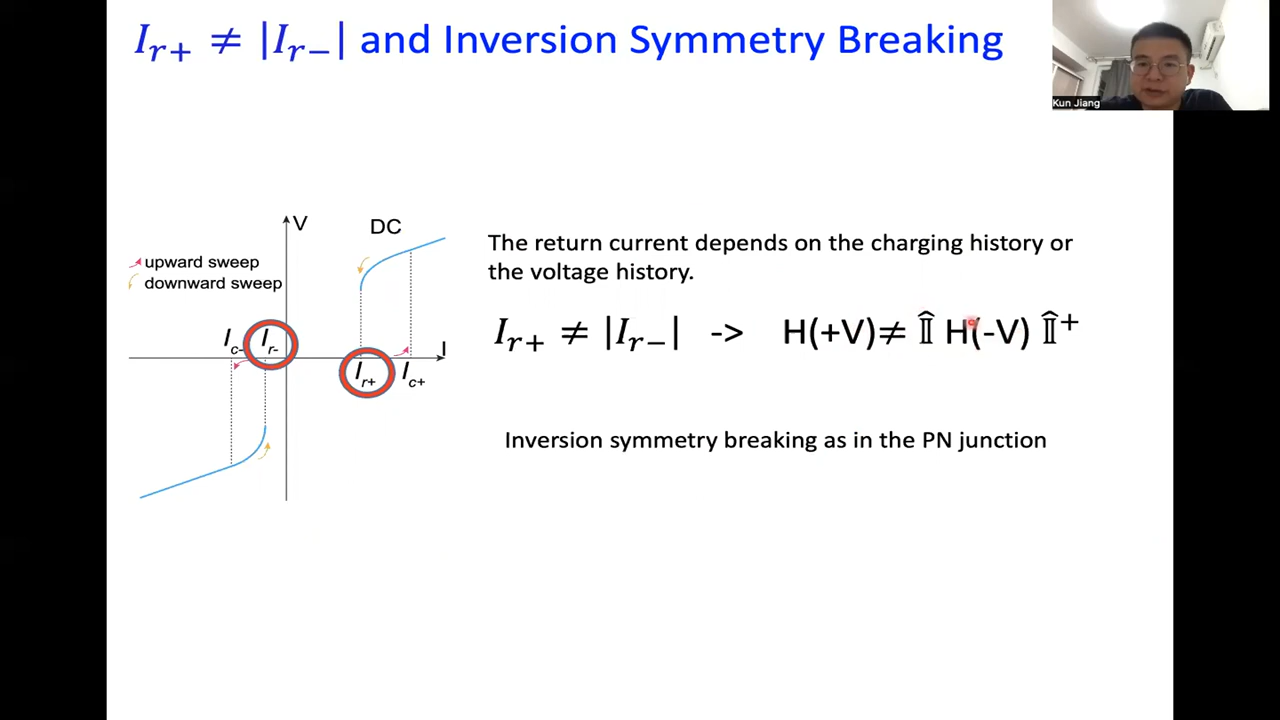 I_{r+} ≠ |I_{r−}| and Inversion Symmetry Breaking
Kun Jiang
V
DC
upward sweep
downward sweep
I_{c-}
I_{r-}
I
I_{r+}
I_{c+}
The return current depends on the charging history or
the voltage history.
I_{r+} ≠ |I_{r−}| -> H(+V)≠ 𝕀̂ H(-V) 𝕀̂⁺
Inversion symmetry breaking as in the PN junction